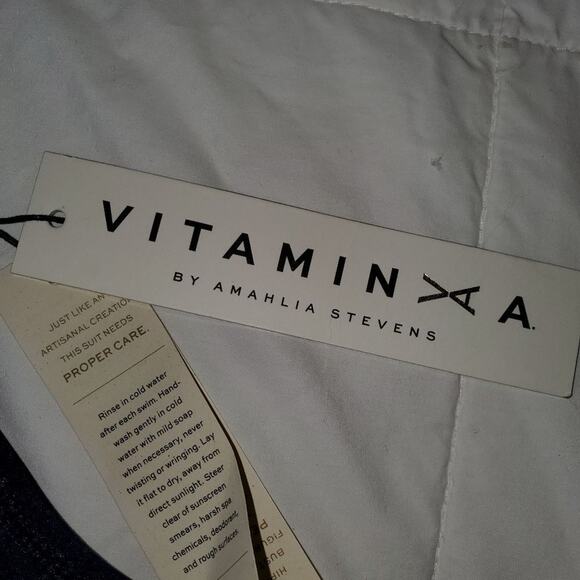 VITAMIN A.
BY AMAHLIA STEVENS
JUST LIKE AN
ARTISANAL CREATION
THIS SUIT NEEDS
PROPER CARE.
Rinse in cold water
after each swim. Hand-
wash gently in cold
water with mild soap
when necessary, never
twisting or wringing. Lay
it flat to dry, away from
direct sunlight. Steer
clear of sunscreen
smears, harsh spa
chemicals, deodorant,
and rough surfaces